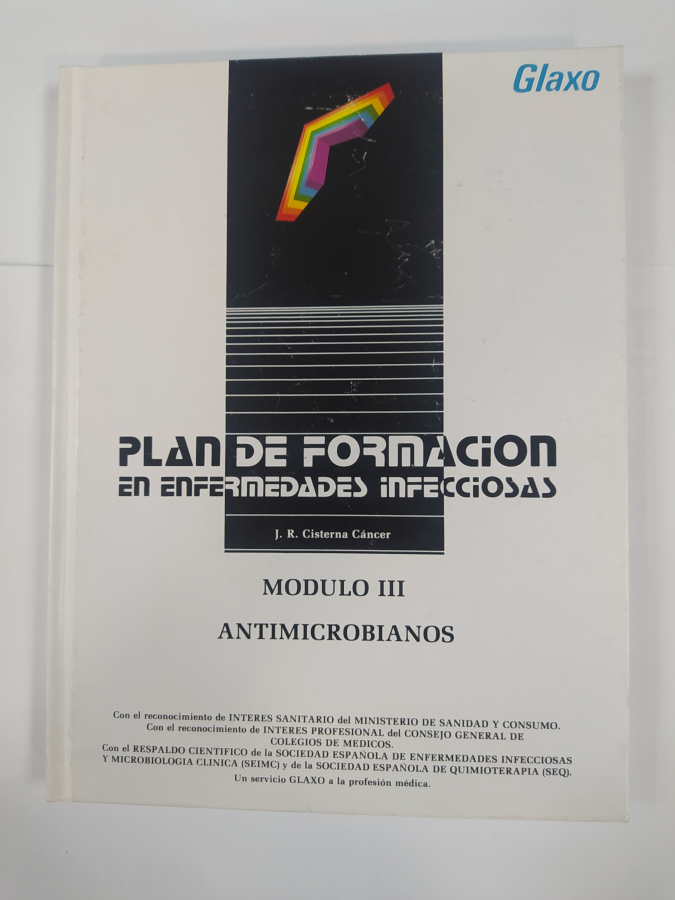 Glaxo
PLAN DE FORMACION
EN ENFERMEDADES INFECCIOSAS
J. R. Cisterna Cáncer
MODULO III
ANTIMICROBIANOS
Con el reconocimiento de INTERES SANITARIO del MINISTERIO DE SANIDAD Y CONSUMO.
Con el reconocimiento de INTERES PROFESIONAL del CONSEJO GENERAL DE
COLEGIOS DE MEDICOS.
Con el RESPALDO CIENTIFICO de la SOCIEDAD ESPAÑOLA DE ENFERMEDADES INFECCIOSAS
Y MICROBIOLOGIA CLINICA (SEIMC) y de la SOCIEDAD ESPAÑOLA DE QUIMIOTERAPIA (SEQ).
Un servicio GLAXO a la profesión médica.